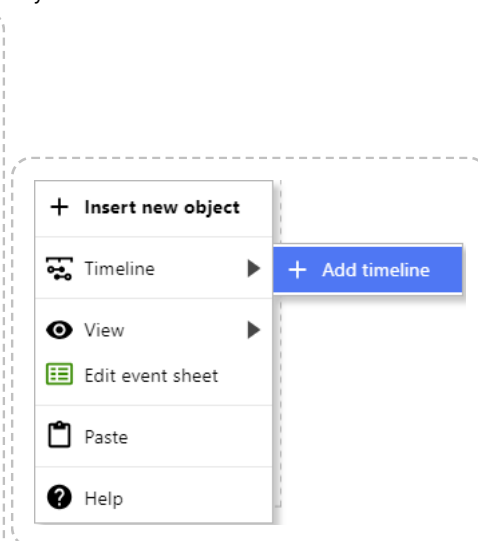 Insert new object
Timeline
Add timeline
View
Edit event sheet
Paste
Help